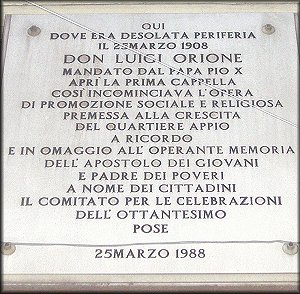 QUI
DOVE ERA DESOLATA PERIFERIA
IL 25 MARZO 1908
DON LUIGI ORIONE
MANDATO DAL PAPA PIO X
APRÌ LA PRIMA CAPPELLA
COSÌ INCOMINCIAVA L'OPERA
DI PROMOZIONE SOCIALE E RELIGIOSA
PREMESSA ALLA CRESCITA
DEL QUARTIERE APPIO
A RICORDO
E IN OMAGGIO ALL'OPERANTE MEMORIA
DELL'APOSTOLO DEI GIOVANI
E PADRE DEI POVERI
A NOME DEI CITTADINI
IL COMITATO PER LE CELEBRAZIONI
DELL'OTTANTESIMO
POSE
25 MARZO 1988